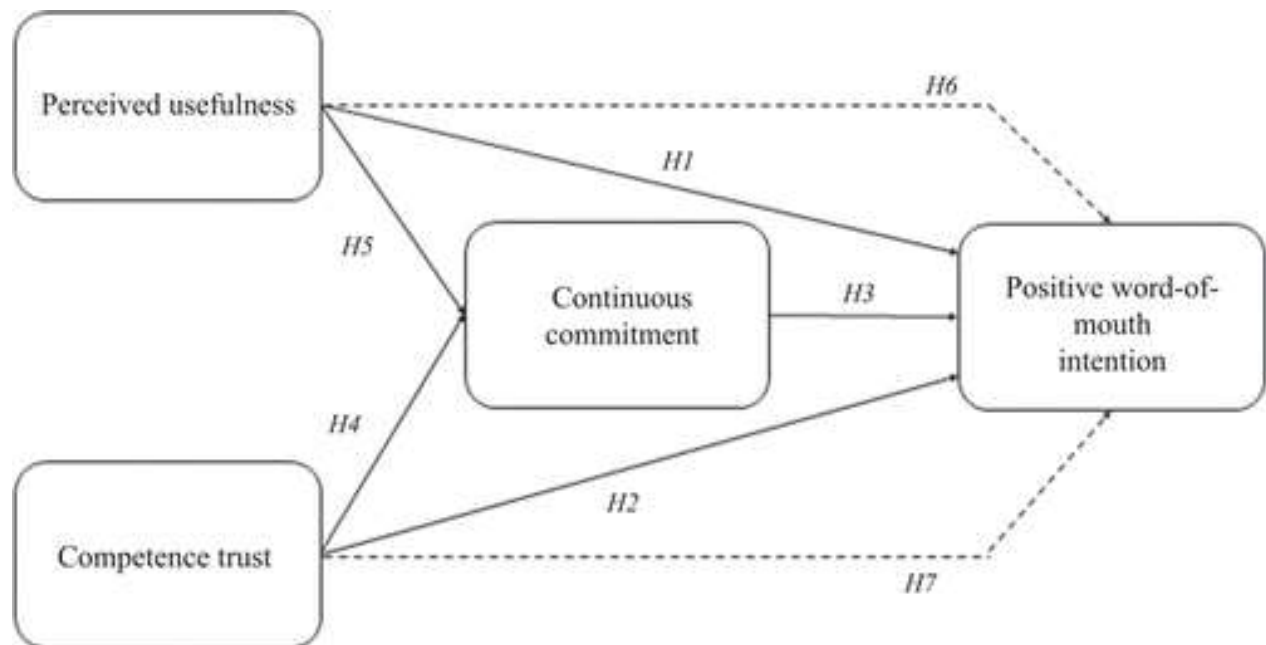 Perceived usefulness
H6
H1
H5
Continuous
commitment
H3
Positive word-of-
mouth
intention
H4
H2
Competence trust
H7